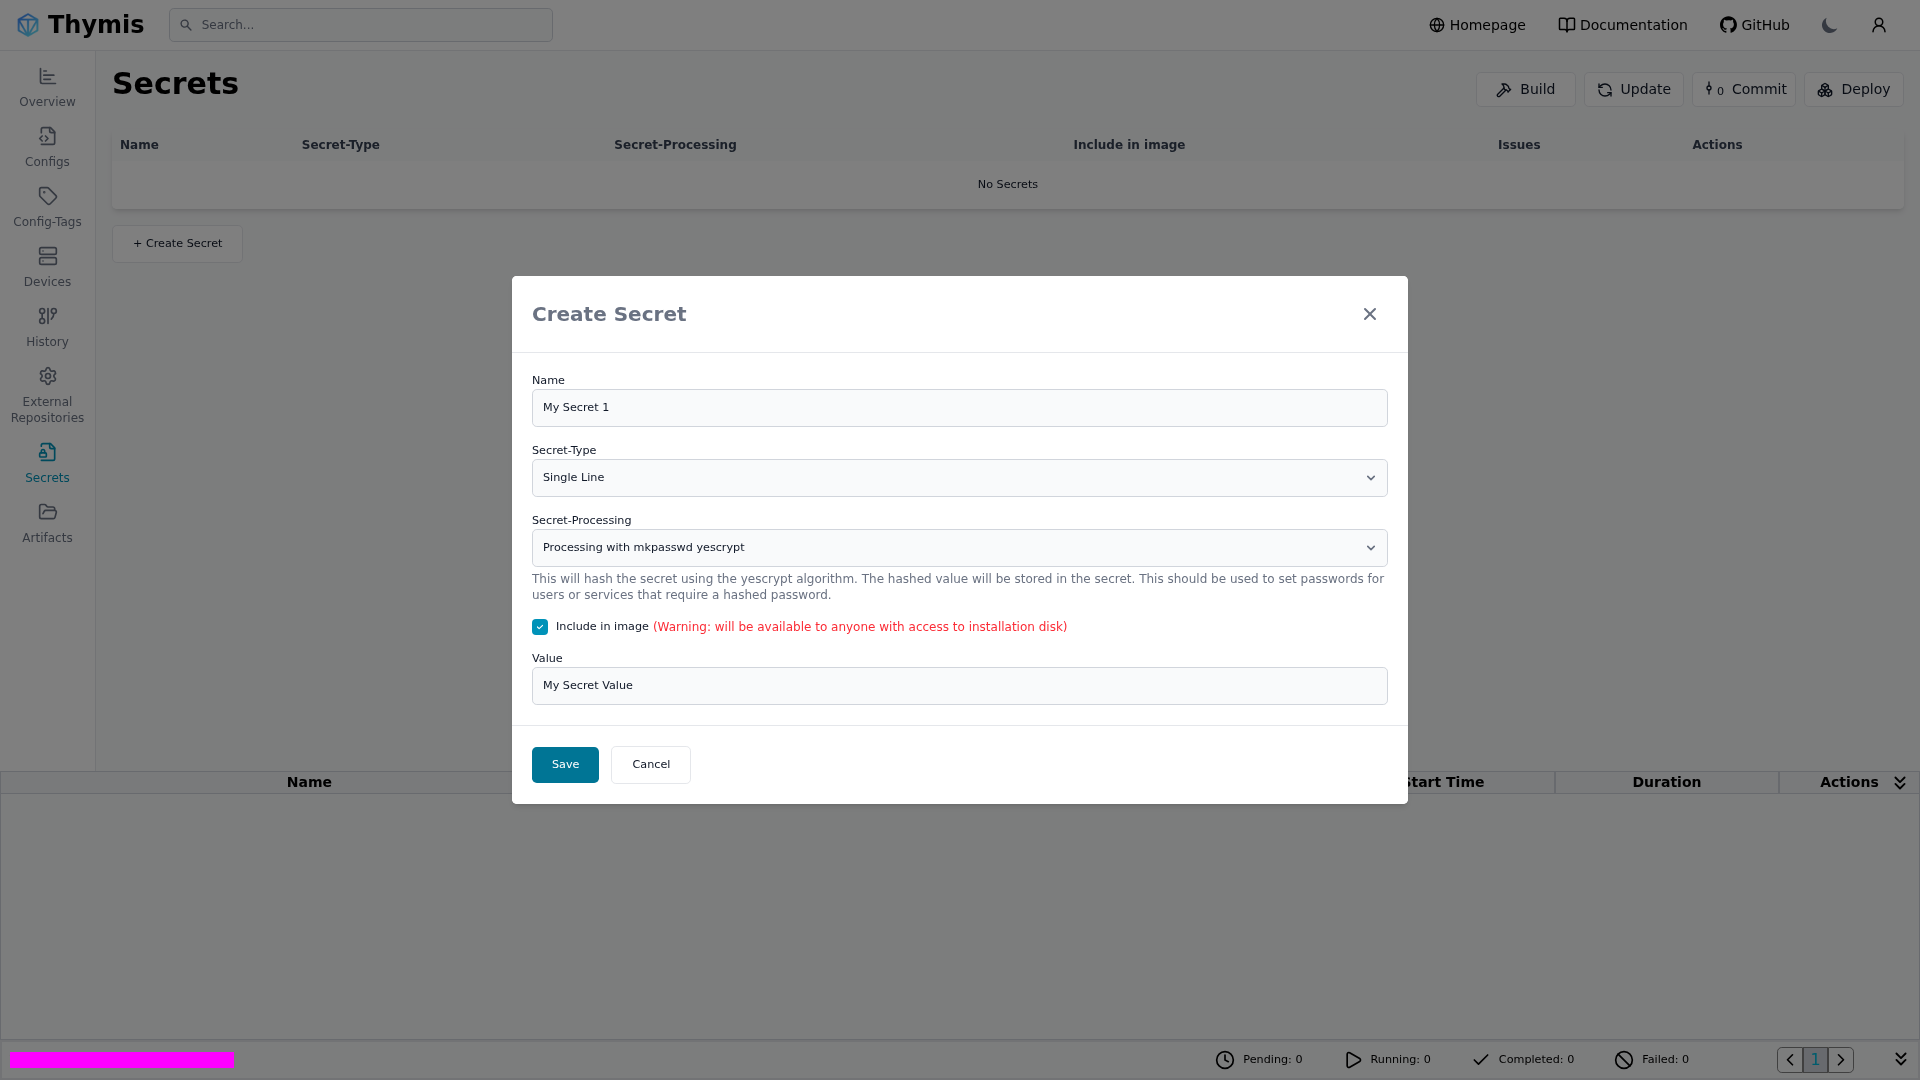 Thymis
Search...
Homepage
Documentation
GitHub
Overview
Configs
Config-Tags
Devices
History
External
Repositories
Secrets
Artifacts
Secrets
Build
Update
0 Commit
Deploy
Name Secret-Type Secret-Processing Include in image Issues Actions
No Secrets
+ Create Secret
Create Secret
Name
My Secret 1
Secret-Type
Single Line
Secret-Processing
Processing with mkpasswd yescrypt
This will hash the secret using the yescrypt algorithm. The hashed value will be stored in the secret. This should be used to set passwords for
users or services that require a hashed password.
Include in image (Warning: will be available to anyone with access to installation disk)
Value
My Secret Value
Save
Cancel
Name Start Time Duration Actions
Pending: 0 Running: 0 Completed: 0 Failed: 0 1